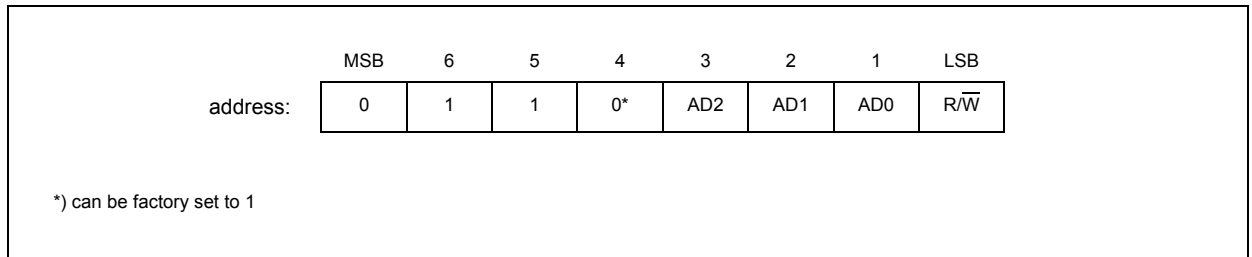 MSB 6 5 4 3 2 1 LSB
address: 0 1 1 0* AD2 AD1 AD0 R/W̅
*) can be factory set to 1